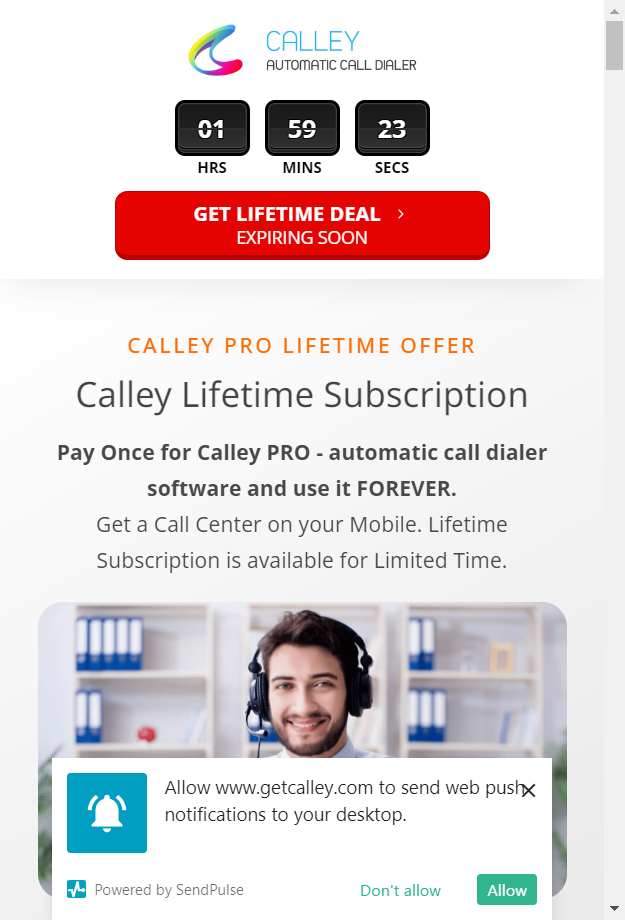 CALLEY
AUTOMATIC CALL DIALER
01 59 23
HRS MINS SECS
GET LIFETIME DEAL
EXPIRING SOON
CALLEY PRO LIFETIME OFFER
Calley Lifetime Subscription
Pay Once for Calley PRO - automatic call dialer
software and use it FOREVER.
Get a Call Center on your Mobile. Lifetime
Subscription is available for Limited Time.
Allow www.getcalley.com to send web push
notifications to your desktop.
Powered by SendPulse
Don't allow
Allow